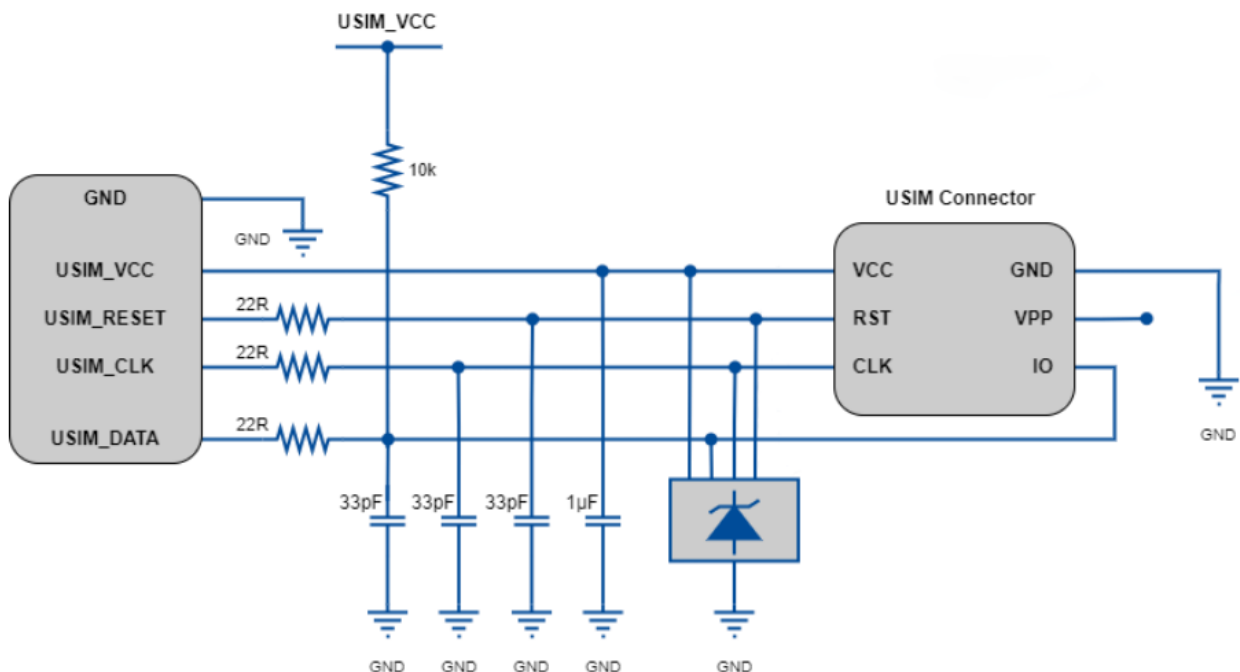 USIM_VCC
10k
GND
USIM_VCC
USIM_RESET
USIM_CLK
USIM_DATA
GND
22R
22R
22R
USIM Connector
VCC
RST
CLK
GND
VPP
IO
GND
33pF
33pF
33pF
1µF
GND
GND
GND
GND
GND